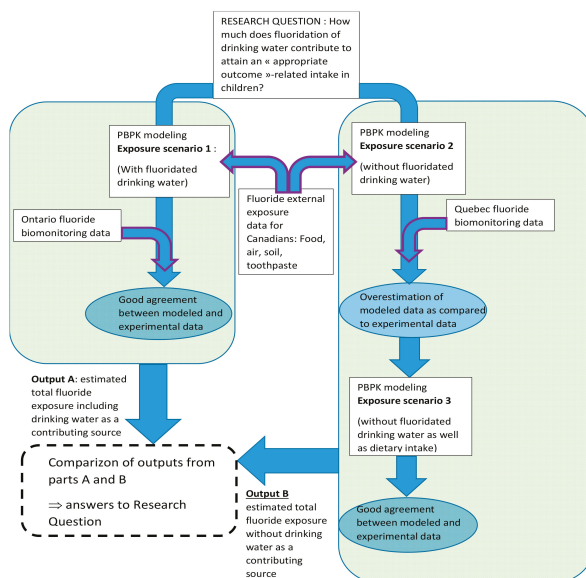 RESEARCH QUESTION : How
much does fluoridation of
drinking water contribute to
attain an « appropriate
outcome »-related intake in
children?
PBPK modeling
Exposure scenario 1 :
(With fluoridated
drinking water)
PBPK modeling
Exposure scenario 2
(without fluoridated
drinking water)
Fluoride external
exposure
data for
Canadians: Food,
air, soil,
toothpaste
Ontario fluoride
biomonitoring data
Quebec fluoride
biomonitoring data
Good agreement
between modeled and
experimental data
Overestimation of
modeled data as compared
to experimental data
Output A: estimated
total fluoride
exposure including
drinking water as a
contributing source
PBPK modeling
Exposure scenario 3
(without fluoridated
drinking water as well
as dietary intake)
Comparizon of outputs from
parts A and B
⇒ answers to Research
Question
Output B
estimated total
fluoride exposure
without drinking
water as a
contributing
source
Good agreement
between modeled and
experimental data